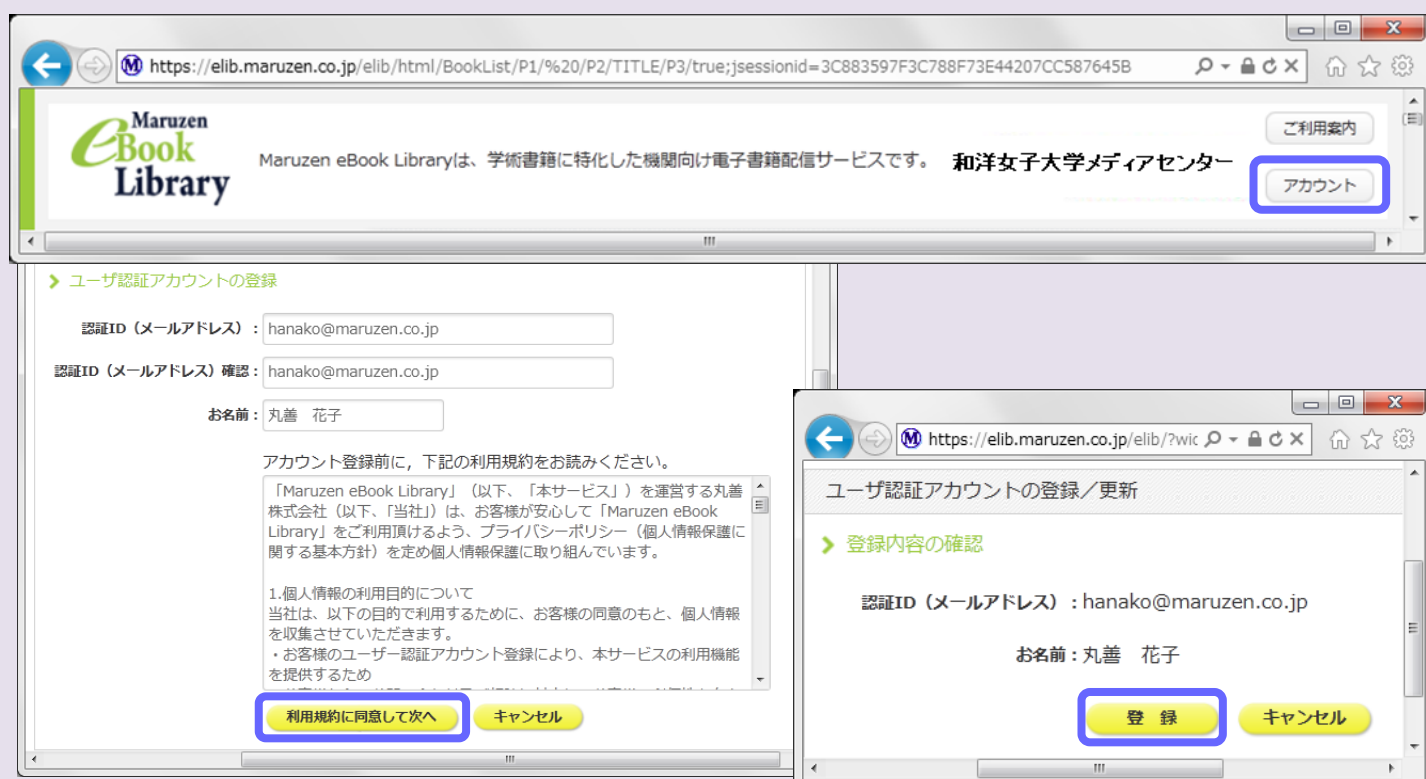 https://elib.maruzen.co.jp/elib/html/BookList/P1/%20/P2/TITLE/P3/true;jsessionid=3C883597F3C788F73E44207CC587645B
Maruzen
eBook
Library
Maruzen eBook Libraryは、学術書籍に特化した機関向け電子書籍配信サービスです。
和洋女子大学メディアセンター
ご利用案内
アカウント
ユーザ認証アカウントの登録
認証ID（メールアドレス）：hanako@maruzen.co.jp
認証ID（メールアドレス）確認：hanako@maruzen.co.jp
お名前：丸善　花子
アカウント登録前に，下記の利用規約をお読みください。
「Maruzen eBook Library」（以下、「本サービス」）を運営する丸善
株式会社（以下、「当社」）は、お客様が安心して「Maruzen eBook
Library」をご利用頂けるよう、プライバシーポリシー（個人情報保護に
関する基本方針）を定め個人情報保護に取り組んでいます。
1.個人情報の利用目的について
当社は、以下の目的で利用するために、お客様の同意のもと、個人情報
を収集させていただきます。
・お客様のユーザー認証アカウント登録により、本サービスの利用機能
を提供するため
利用規約に同意して次へ
キャンセル
https://elib.maruzen.co.jp/elib/?wic
ユーザ認証アカウントの登録／更新
登録内容の確認
認証ID（メールアドレス）：hanako@maruzen.co.jp
お名前：丸善　花子
登 録
キャンセル